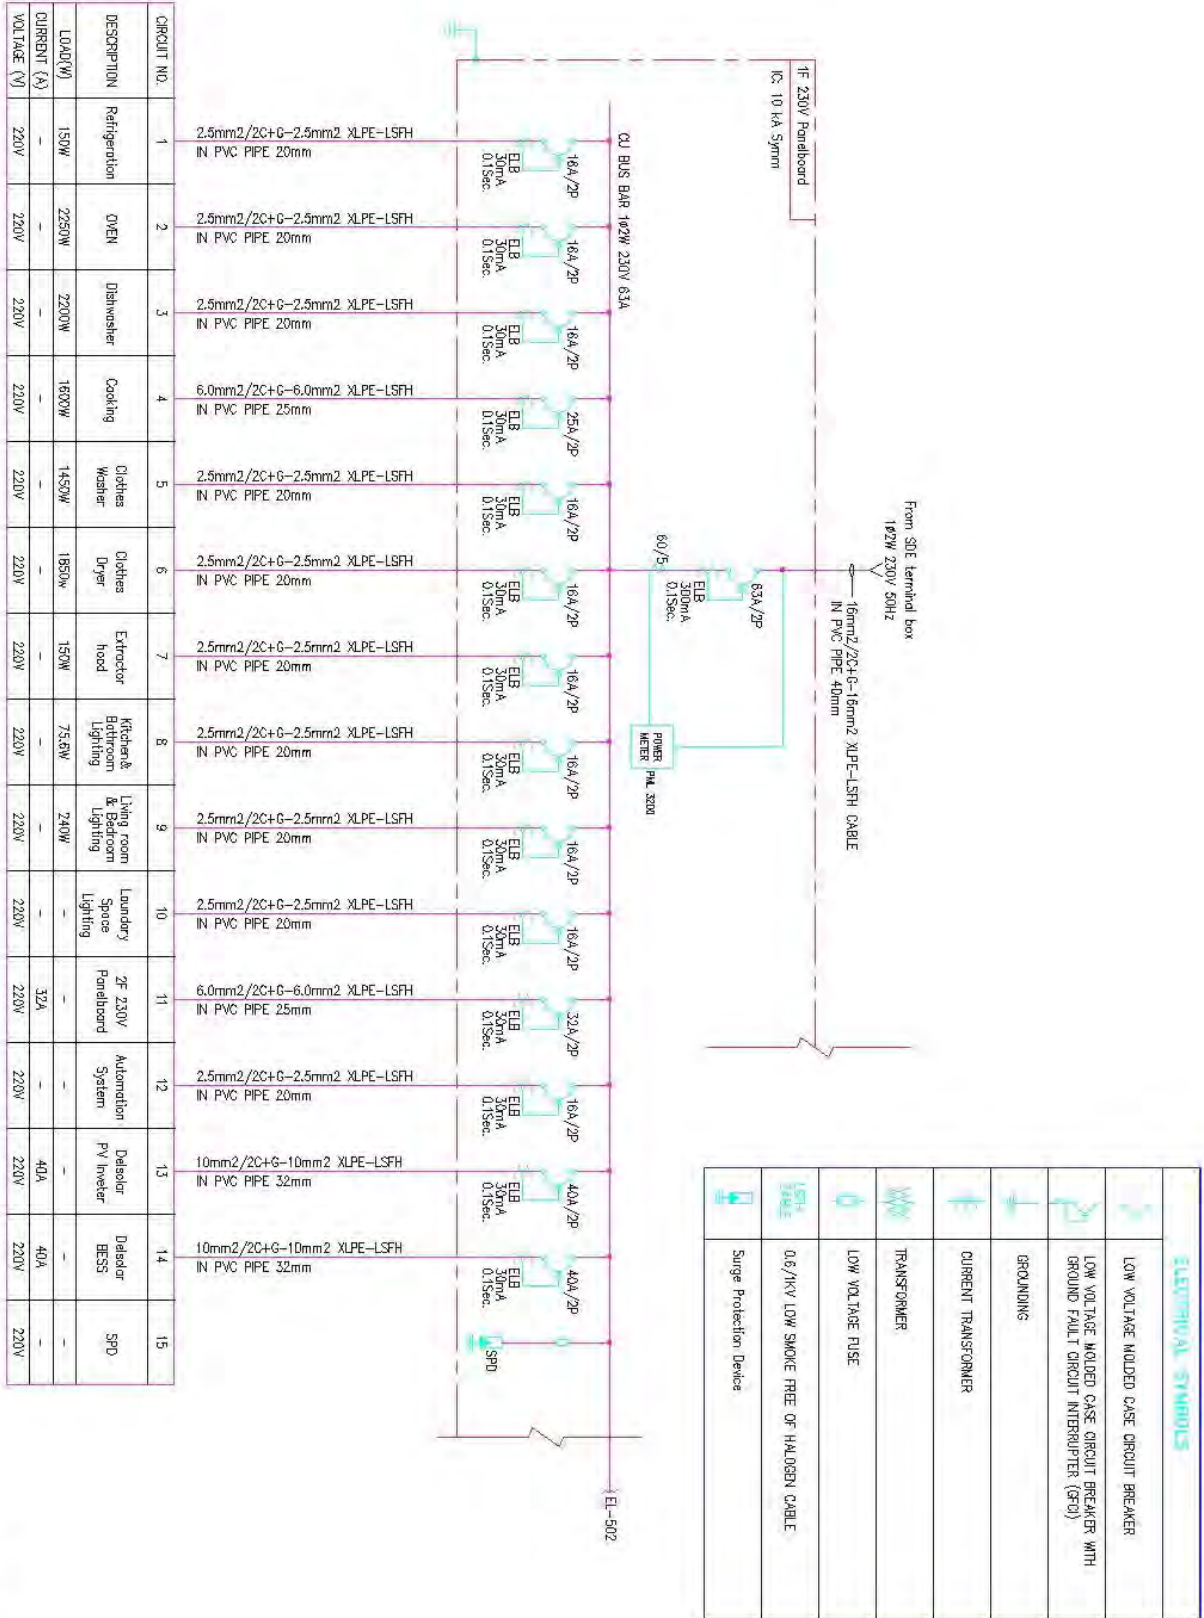 From SDE terminal box
1ø2W 230V 50Hz
16mm2/2C+G-16mm2 XLPE-LSFH CABLE
IN PVC PIPE 40mm
1F 230V Panelboard
IC: 10 kA Symm
63A/2P
ELB
300mA
0.1Sec.
60/5
POWER
METER
PML 3200
CU BUS BAR 1ø2W 230V 63A
EL-502
16A/2P
ELB
30mA
0.1Sec.
16A/2P
ELB
30mA
0.1Sec.
16A/2P
ELB
30mA
0.1Sec.
25A/2P
ELB
30mA
0.1Sec.
16A/2P
ELB
30mA
0.1Sec.
16A/2P
ELB
30mA
0.1Sec.
16A/2P
ELB
30mA
0.1Sec.
16A/2P
ELB
30mA
0.1Sec.
16A/2P
ELB
30mA
0.1Sec.
16A/2P
ELB
30mA
0.1Sec.
32A/2P
ELB
30mA
0.1Sec.
16A/2P
ELB
30mA
0.1Sec.
40A/2P
ELB
30mA
0.1Sec.
40A/2P
ELB
30mA
0.1Sec.
SPD
2.5mm2/2C+G-2.5mm2 XLPE-LSFH
IN PVC PIPE 20mm
2.5mm2/2C+G-2.5mm2 XLPE-LSFH
IN PVC PIPE 20mm
2.5mm2/2C+G-2.5mm2 XLPE-LSFH
IN PVC PIPE 20mm
6.0mm2/2C+G-6.0mm2 XLPE-LSFH
IN PVC PIPE 25mm
2.5mm2/2C+G-2.5mm2 XLPE-LSFH
IN PVC PIPE 20mm
2.5mm2/2C+G-2.5mm2 XLPE-LSFH
IN PVC PIPE 20mm
2.5mm2/2C+G-2.5mm2 XLPE-LSFH
IN PVC PIPE 20mm
2.5mm2/2C+G-2.5mm2 XLPE-LSFH
IN PVC PIPE 20mm
2.5mm2/2C+G-2.5mm2 XLPE-LSFH
IN PVC PIPE 20mm
2.5mm2/2C+G-2.5mm2 XLPE-LSFH
IN PVC PIPE 20mm
6.0mm2/2C+G-6.0mm2 XLPE-LSFH
IN PVC PIPE 25mm
2.5mm2/2C+G-2.5mm2 XLPE-LSFH
IN PVC PIPE 20mm
10mm2/2C+G-10mm2 XLPE-LSFH
IN PVC PIPE 32mm
10mm2/2C+G-10mm2 XLPE-LSFH
IN PVC PIPE 32mm
CIRCUIT NO. 1 2 3 4 5 6 7 8 9 10 11 12 13 14 15
DESCRIPTION
Refrigeration
OVEN
Dishwasher
Cooking
Clothes
Washer
Clothes
Dryer
Extractor
hood
Kitchen&
Bathroom
Lighting
Living room
& Bedroom
Lighting
Laundary
Space
Lighting
2F 230V
Panelboard
Automation
System
Delsolar
PV Inveter
Delsolar
BESS
SPD
LOAD(W) 150W 2250W 2200W 1600W 1450W 1850w 150W 75.6W 240W - - - - - -
CURRENT (A) - - - - - - - - - - 32A - 40A 40A -
VOLTAGE (V) 220V 220V 220V 220V 220V 220V 220V 220V 220V 220V 220V 220V 220V 220V 220V
ELECTRIVAL SYMBOLS
LOW VOLTAGE MOLDED CASE CIRCUIT BREAKER
LOW VOLTAGE MOLDED CASE CIRCUIT BREAKER WITH
GROUND FAULT CIRCUIT INTERRUPTER (GFCI)
GROUNDING
CURRENT TRANSFORMER
TRANSFORMER
LOW VOLTAGE FUSE
LSFH
CABLE
0.6/1KV LOW SMOKE FREE OF HALOGEN CABLE
Surge Protection Device